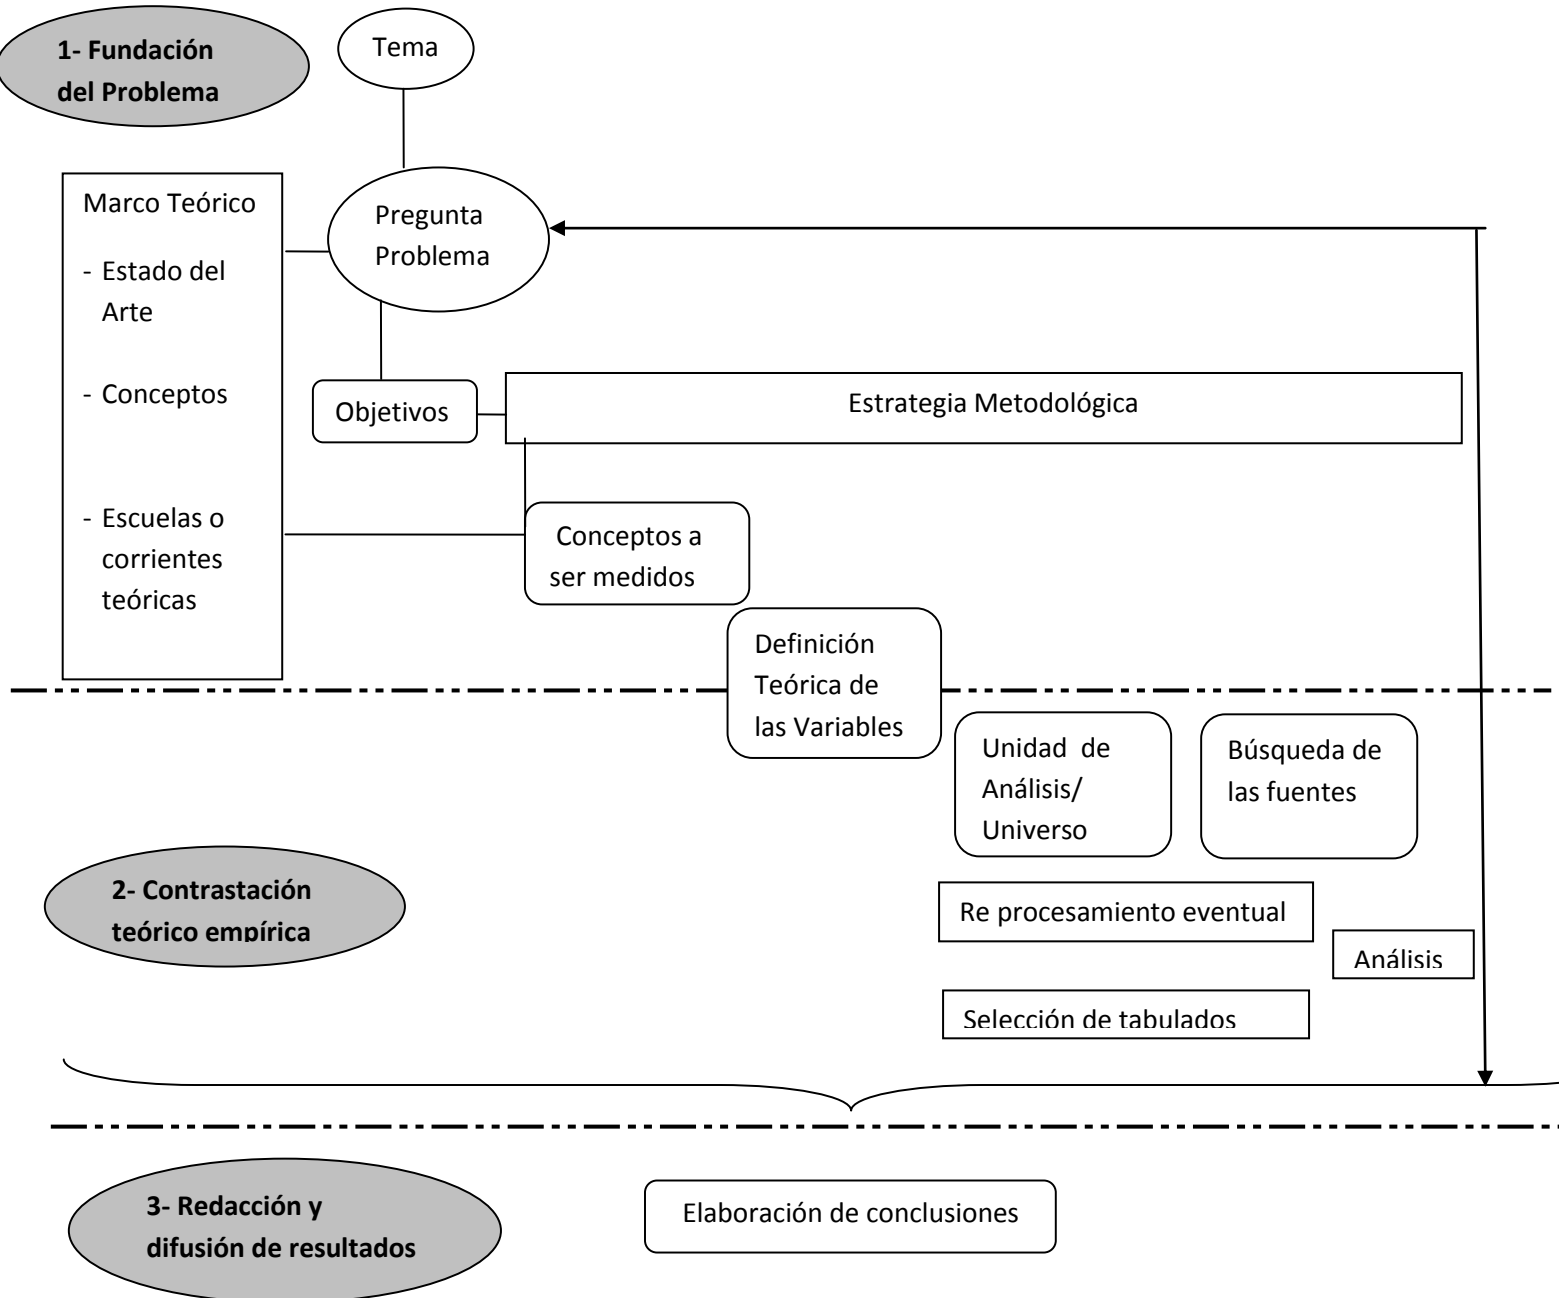 1- Fundación
del Problema
Tema
Marco Teórico
- Estado del
Arte
- Conceptos
- Escuelas o
corrientes
teóricas
Pregunta
Problema
Objetivos
Estrategia Metodológica
Conceptos a
ser medidos
Definición
Teórica de
las Variables
Unidad de
Análisis/
Universo
Búsqueda de
las fuentes
2- Contrastación
teórico empírica
Re procesamiento eventual
Análisis
Selección de tabulados
3- Redacción y
difusión de resultados
Elaboración de conclusiones